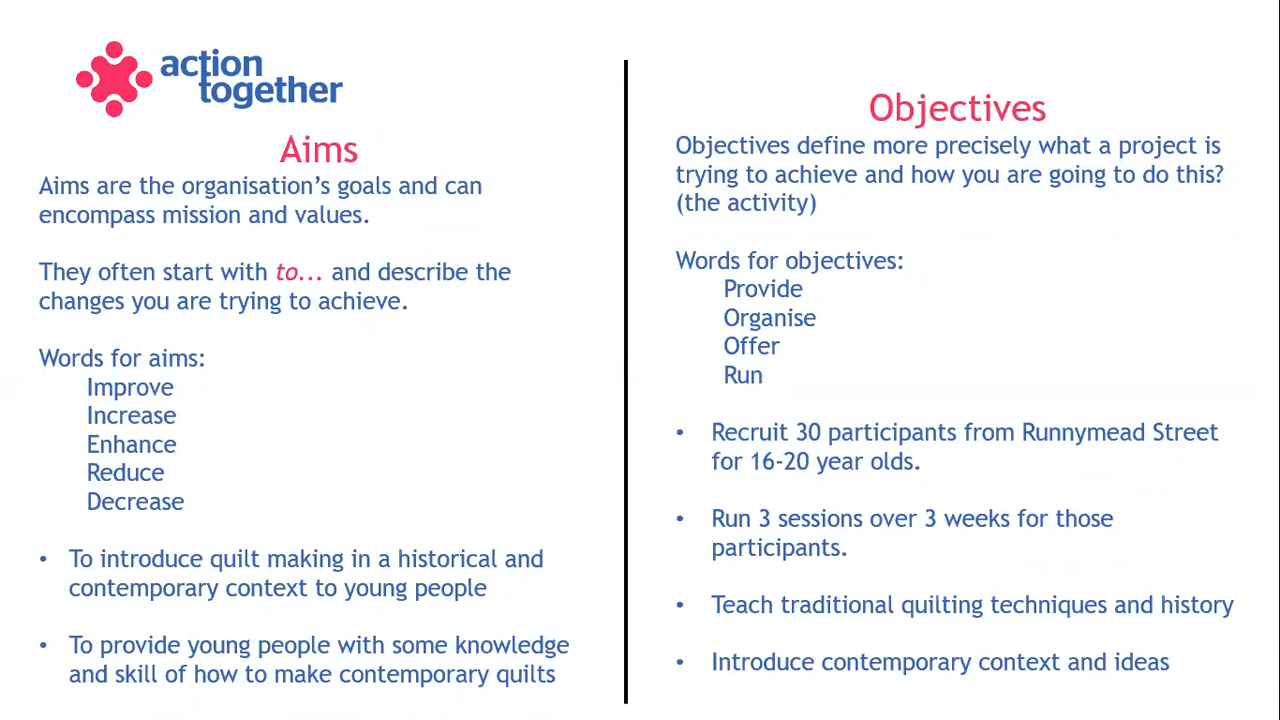 action
together
Aims
Aims are the organisation's goals and can
encompass mission and values.
They often start with to... and describe the
changes you are trying to achieve.
Words for aims:
Improve
Increase
Enhance
Reduce
Decrease
• To introduce quilt making in a historical and
contemporary context to young people
• To provide young people with some knowledge
and skill of how to make contemporary quilts
Objectives
Objectives define more precisely what a project is
trying to achieve and how you are going to do this?
(the activity)
Words for objectives:
Provide
Organise
Offer
Run
• Recruit 30 participants from Runnymead Street
for 16-20 year olds.
• Run 3 sessions over 3 weeks for those
participants.
• Teach traditional quilting techniques and history
• Introduce contemporary context and ideas